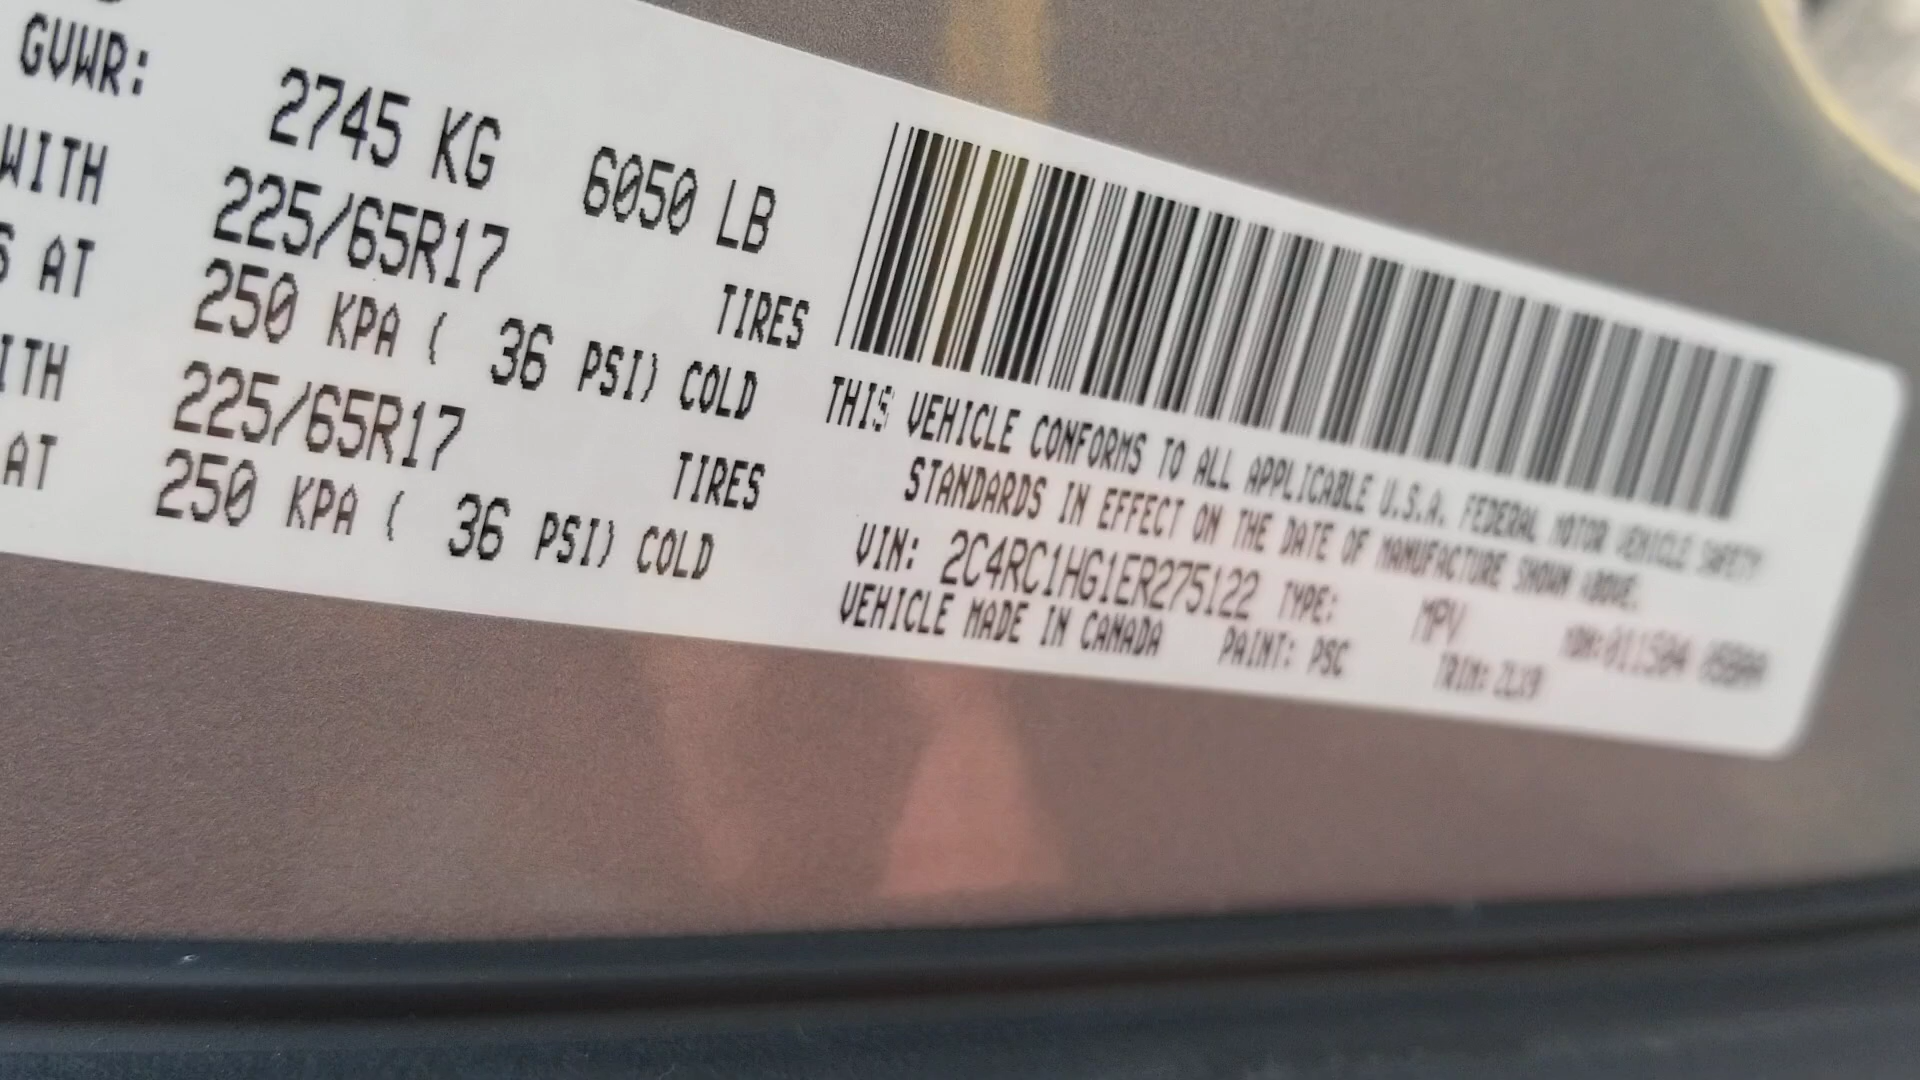 GVWR: 2745 KG 6050 LB
WITH 225/65R17 TIRES
AT 250 KPA ( 36 PSI) COLD
225/65R17 TIRES
AT 250 KPA ( 36 PSI) COLD
THIS VEHICLE CONFORMS TO ALL APPLICABLE U.S.A. FEDERAL MOTOR VEHICLE SAFETY
STANDARDS IN EFFECT ON THE DATE OF MANUFACTURE SHOWN ABOVE.
VIN: 2C4RC1HG1ER275122 TYPE: MPV
VEHICLE MADE IN CANADA PAINT: PSC TRIM: